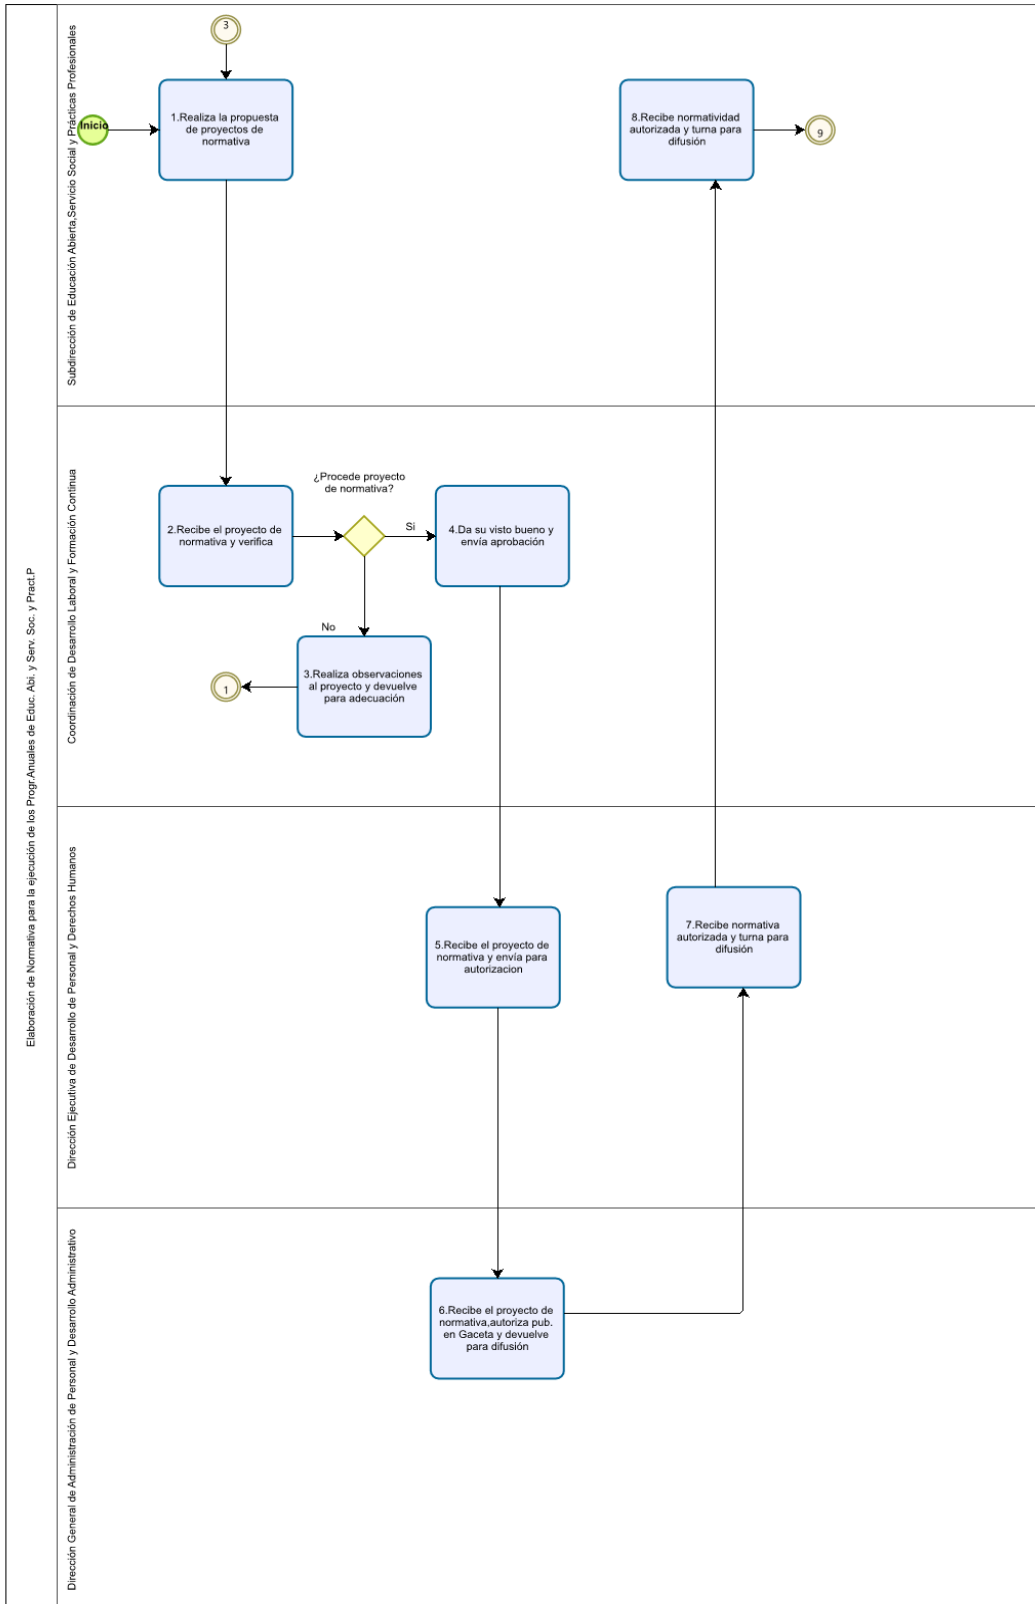 Elaboración de Normativa para la ejecución de los Progr.Anuales de Educ. Abi. y Serv. Soc. y Pract.P
Subdirección de Educación Abierta,Servicio Social y Prácticas Profesionales
3
Inicio
1.Realiza la propuesta
de proyectos de
normativa
8.Recibe normatividad
autorizada y turna para
difusión
9
Coordinación de Desarrollo Laboral y Formación Continua
2.Recibe el proyecto de
normativa y verifica
¿Procede proyecto
de normativa?
Si
4.Da su visto bueno y
envía aprobación
No
3.Realiza observaciones
al proyecto y devuelve
para adecuación
1
Dirección Ejecutiva de Desarrollo de Personal y Derechos Humanos
5.Recibe el proyecto de
normativa y envía para
autorizacion
7.Recibe normativa
autorizada y turna para
difusión
Dirección General de Administración de Personal y Desarrollo Administrativo
6.Recibe el proyecto de
normativa,autoriza pub.
en Gaceta y devuelve
para difusión